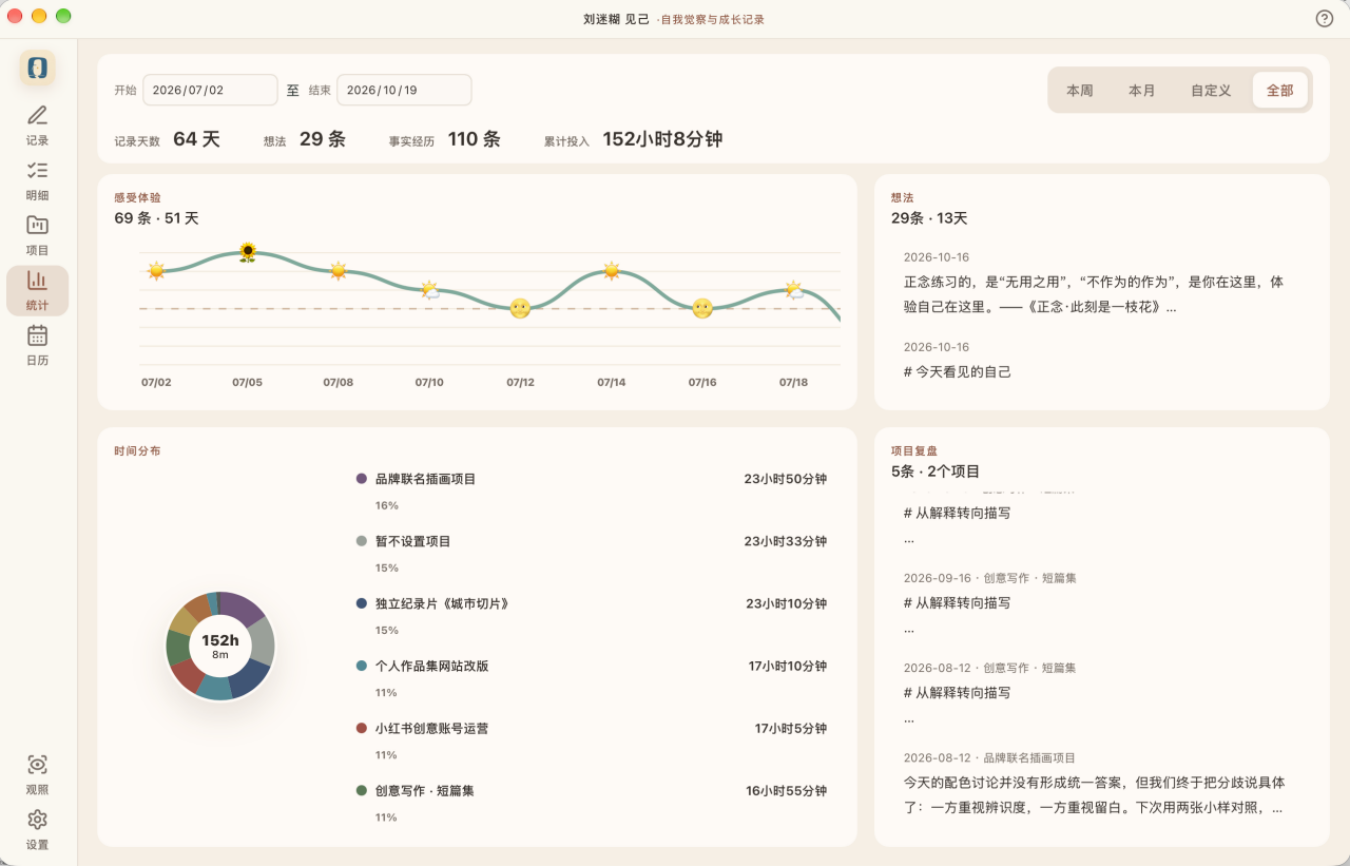 刘迷糊 见己 ·自我觉察与成长记录
记录
明细
项目
统计
日历
观照
设置
开始 2026/07/02 至 结束 2026/10/19
本周 本月 自定义 全部
记录天数 64 天 想法 29 条 事实经历 110 条 累计投入 152小时8分钟
感受体验
69 条 · 51 天
07/02 07/05 07/08 07/10 07/12 07/14 07/16 07/18
想法
29条 · 13天
2026-10-16
正念练习的，是“无用之用”，“不作为的作为”，是你在这里，体
验自己在这里。——《正念·此刻是一枝花》...
2026-10-16
# 今天看见的自己
时间分布
152h
8m
品牌联名插画项目 23小时50分钟
16%
暂不设置项目 23小时33分钟
15%
独立纪录片《城市切片》 23小时10分钟
15%
个人作品集网站改版 17小时10分钟
11%
小红书创意账号运营 17小时5分钟
11%
创意写作 · 短篇集 16小时55分钟
11%
项目复盘
5条 · 2个项目
# 从解释转向描写
...
2026-09-16 · 创意写作 · 短篇集
# 从解释转向描写
...
2026-08-12 · 创意写作 · 短篇集
# 从解释转向描写
...
2026-08-12 · 品牌联名插画项目
今天的配色讨论并没有形成统一答案，但我们终于把分歧说具体
了：一方重视辨识度，一方重视留白。下次用两张小样对照，...